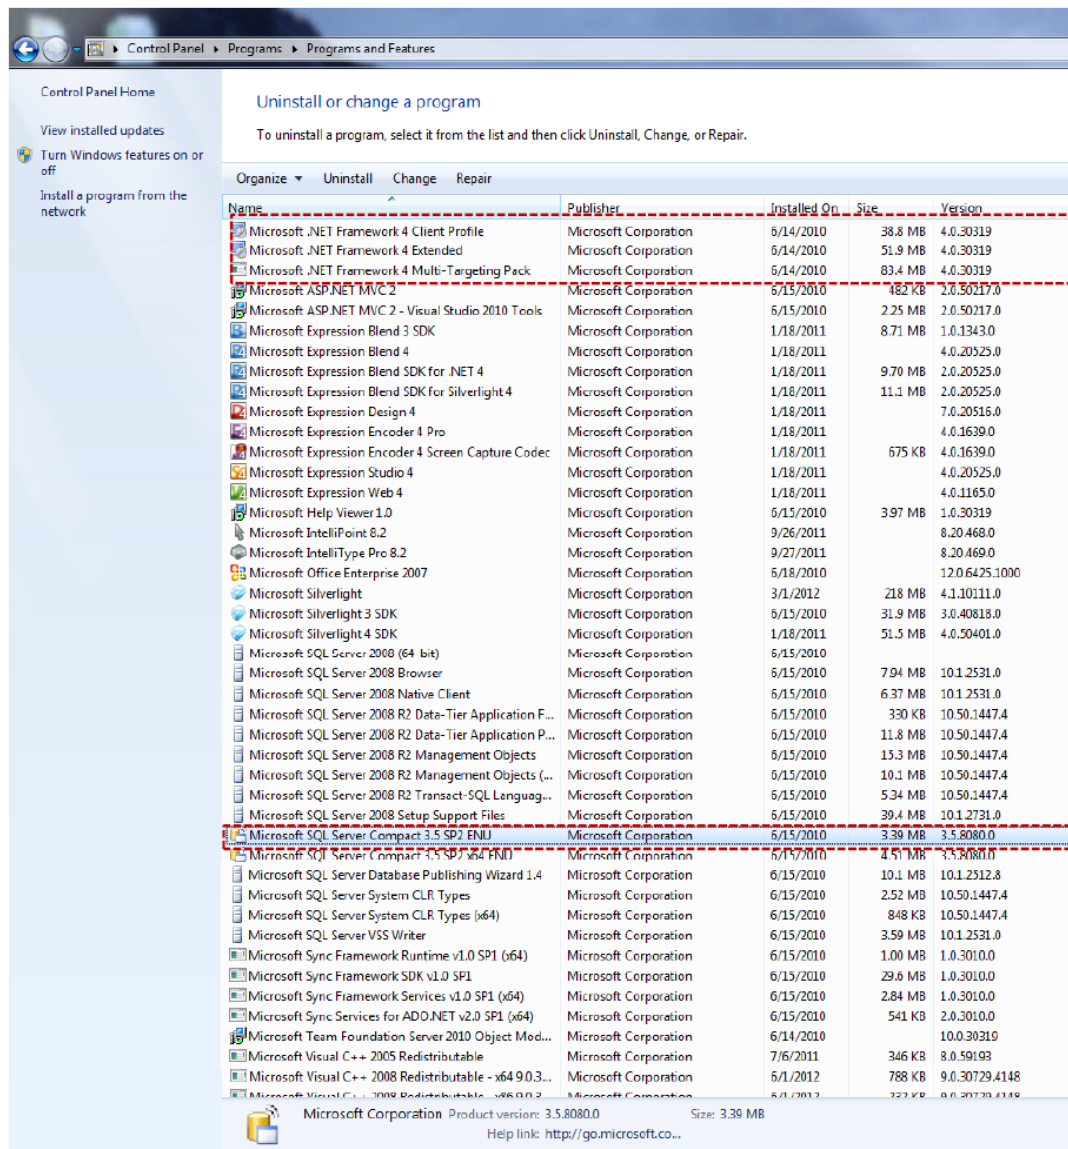 Control Panel ▸ Programs ▸ Programs and Features
Control Panel Home
View installed updates
Turn Windows features on or
off
Install a program from the
network
Uninstall or change a program
To uninstall a program, select it from the list and then click Uninstall, Change, or Repair.
Organize ▼ Uninstall Change Repair
Name Publisher Installed On Size Version
Microsoft .NET Framework 4 Client Profile Microsoft Corporation 6/14/2010 38.8 MB 4.0.30319
Microsoft .NET Framework 4 Extended Microsoft Corporation 6/14/2010 51.9 MB 4.0.30319
Microsoft .NET Framework 4 Multi-Targeting Pack Microsoft Corporation 6/14/2010 83.4 MB 4.0.30319
Microsoft ASP.NET MVC 2 Microsoft Corporation 6/15/2010 482 KB 2.0.50217.0
Microsoft ASP.NET MVC 2 - Visual Studio 2010 Tools Microsoft Corporation 6/15/2010 2.25 MB 2.0.50217.0
Microsoft Expression Blend 3 SDK Microsoft Corporation 1/18/2011 8.71 MB 1.0.1343.0
Microsoft Expression Blend 4 Microsoft Corporation 1/18/2011 4.0.20525.0
Microsoft Expression Blend SDK for .NET 4 Microsoft Corporation 1/18/2011 9.70 MB 2.0.20525.0
Microsoft Expression Blend SDK for Silverlight 4 Microsoft Corporation 1/18/2011 11.1 MB 2.0.20525.0
Microsoft Expression Design 4 Microsoft Corporation 1/18/2011 7.0.20516.0
Microsoft Expression Encoder 4 Pro Microsoft Corporation 1/18/2011 4.0.1639.0
Microsoft Expression Encoder 4 Screen Capture Codec Microsoft Corporation 1/18/2011 675 KB 4.0.1639.0
Microsoft Expression Studio 4 Microsoft Corporation 1/18/2011 4.0.20525.0
Microsoft Expression Web 4 Microsoft Corporation 1/18/2011 4.0.1165.0
Microsoft Help Viewer 1.0 Microsoft Corporation 6/15/2010 3.97 MB 1.0.30319
Microsoft IntelliPoint 8.2 Microsoft Corporation 9/26/2011 8.20.468.0
Microsoft IntelliType Pro 8.2 Microsoft Corporation 9/27/2011 8.20.469.0
Microsoft Office Enterprise 2007 Microsoft Corporation 6/18/2010 12.0.6425.1000
Microsoft Silverlight Microsoft Corporation 3/1/2012 218 MB 4.1.10111.0
Microsoft Silverlight 3 SDK Microsoft Corporation 6/15/2010 31.9 MB 3.0.40818.0
Microsoft Silverlight 4 SDK Microsoft Corporation 1/18/2011 51.5 MB 4.0.50401.0
Microsoft SQL Server 2008 (64-bit) Microsoft Corporation 6/15/2010
Microsoft SQL Server 2008 Browser Microsoft Corporation 6/15/2010 7.94 MB 10.1.2531.0
Microsoft SQL Server 2008 Native Client Microsoft Corporation 6/15/2010 6.37 MB 10.1.2531.0
Microsoft SQL Server 2008 R2 Data-Tier Application F... Microsoft Corporation 6/15/2010 330 KB 10.50.1447.4
Microsoft SQL Server 2008 R2 Data-Tier Application P... Microsoft Corporation 6/15/2010 11.8 MB 10.50.1447.4
Microsoft SQL Server 2008 R2 Management Objects Microsoft Corporation 6/15/2010 15.3 MB 10.50.1447.4
Microsoft SQL Server 2008 R2 Management Objects (... Microsoft Corporation 6/15/2010 10.1 MB 10.50.1447.4
Microsoft SQL Server 2008 R2 Transact-SQL Languag... Microsoft Corporation 6/15/2010 5.34 MB 10.50.1447.4
Microsoft SQL Server 2008 Setup Support Files Microsoft Corporation 6/15/2010 39.4 MB 10.1.2731.0
Microsoft SQL Server Compact 3.5 SP2 ENU Microsoft Corporation 6/15/2010 3.39 MB 3.5.8080.0
Microsoft SQL Server Compact 3.5 SP2 x64 ENU Microsoft Corporation 6/15/2010 4.51 MB 3.5.8080.0
Microsoft SQL Server Database Publishing Wizard 1.4 Microsoft Corporation 6/15/2010 10.1 MB 10.1.2512.8
Microsoft SQL Server System CLR Types Microsoft Corporation 6/15/2010 2.52 MB 10.50.1447.4
Microsoft SQL Server System CLR Types (x64) Microsoft Corporation 6/15/2010 848 KB 10.50.1447.4
Microsoft SQL Server VSS Writer Microsoft Corporation 6/15/2010 3.59 MB 10.1.2531.0
Microsoft Sync Framework Runtime v1.0 SP1 (x64) Microsoft Corporation 6/15/2010 1.00 MB 1.0.3010.0
Microsoft Sync Framework SDK v1.0 SP1 Microsoft Corporation 6/15/2010 29.6 MB 1.0.3010.0
Microsoft Sync Framework Services v1.0 SP1 (x64) Microsoft Corporation 6/15/2010 2.84 MB 1.0.3010.0
Microsoft Sync Services for ADO.NET v2.0 SP1 (x64) Microsoft Corporation 6/15/2010 541 KB 2.0.3010.0
Microsoft Team Foundation Server 2010 Object Mod... Microsoft Corporation 6/14/2010 10.0.30319
Microsoft Visual C++ 2005 Redistributable Microsoft Corporation 7/6/2011 346 KB 8.0.59193
Microsoft Visual C++ 2008 Redistributable - x64 9.0.3... Microsoft Corporation 6/1/2012 788 KB 9.0.30729.4148
Microsoft Visual C++ 2008 Redistributable - x86 9.0.3... Microsoft Corporation 6/1/2012 232 KB 9.0.30729.4148
Microsoft Corporation Product version: 3.5.8080.0 Size: 3.39 MB
Help link: http://go.microsoft.co...